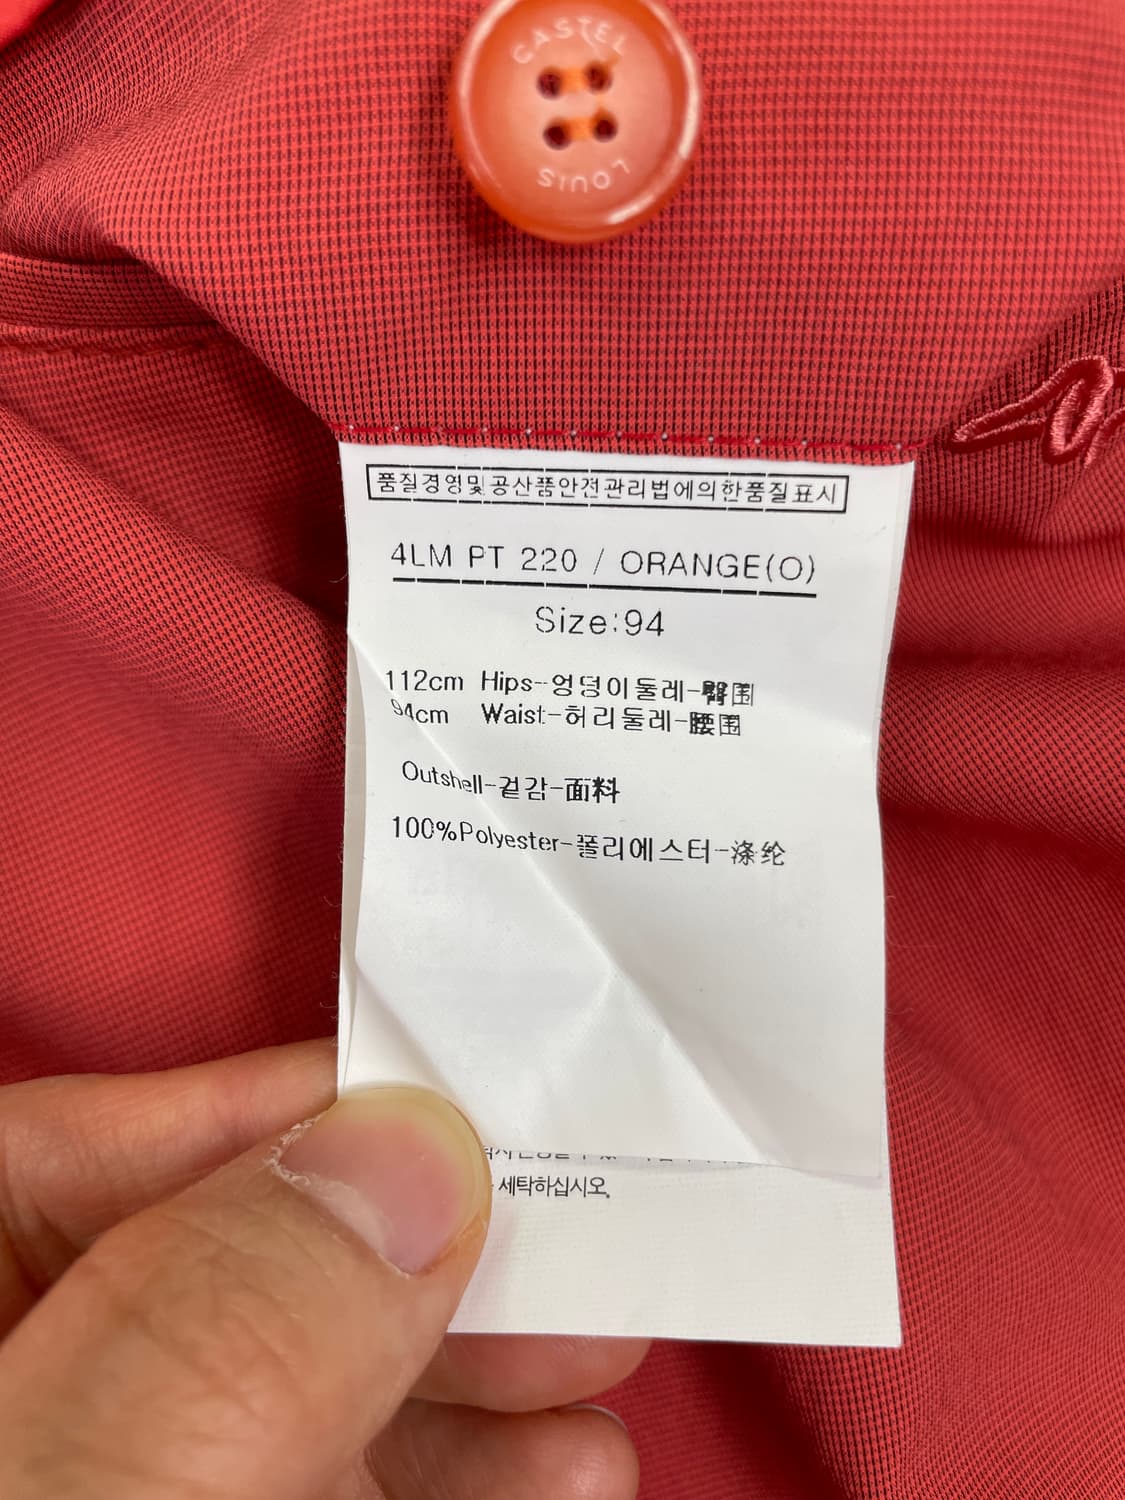 CASTEL
LOUIS
품질경영및공산품안전관리법에의한품질표시
4LM PT 220 / ORANGE(O)
Size:94
112cm Hips-엉덩이둘레-臀围
94cm Waist-허리둘레-腰围
Outshell-겉감-面料
100%Polyester-폴리에스터-涤纶
세탁하십시오.